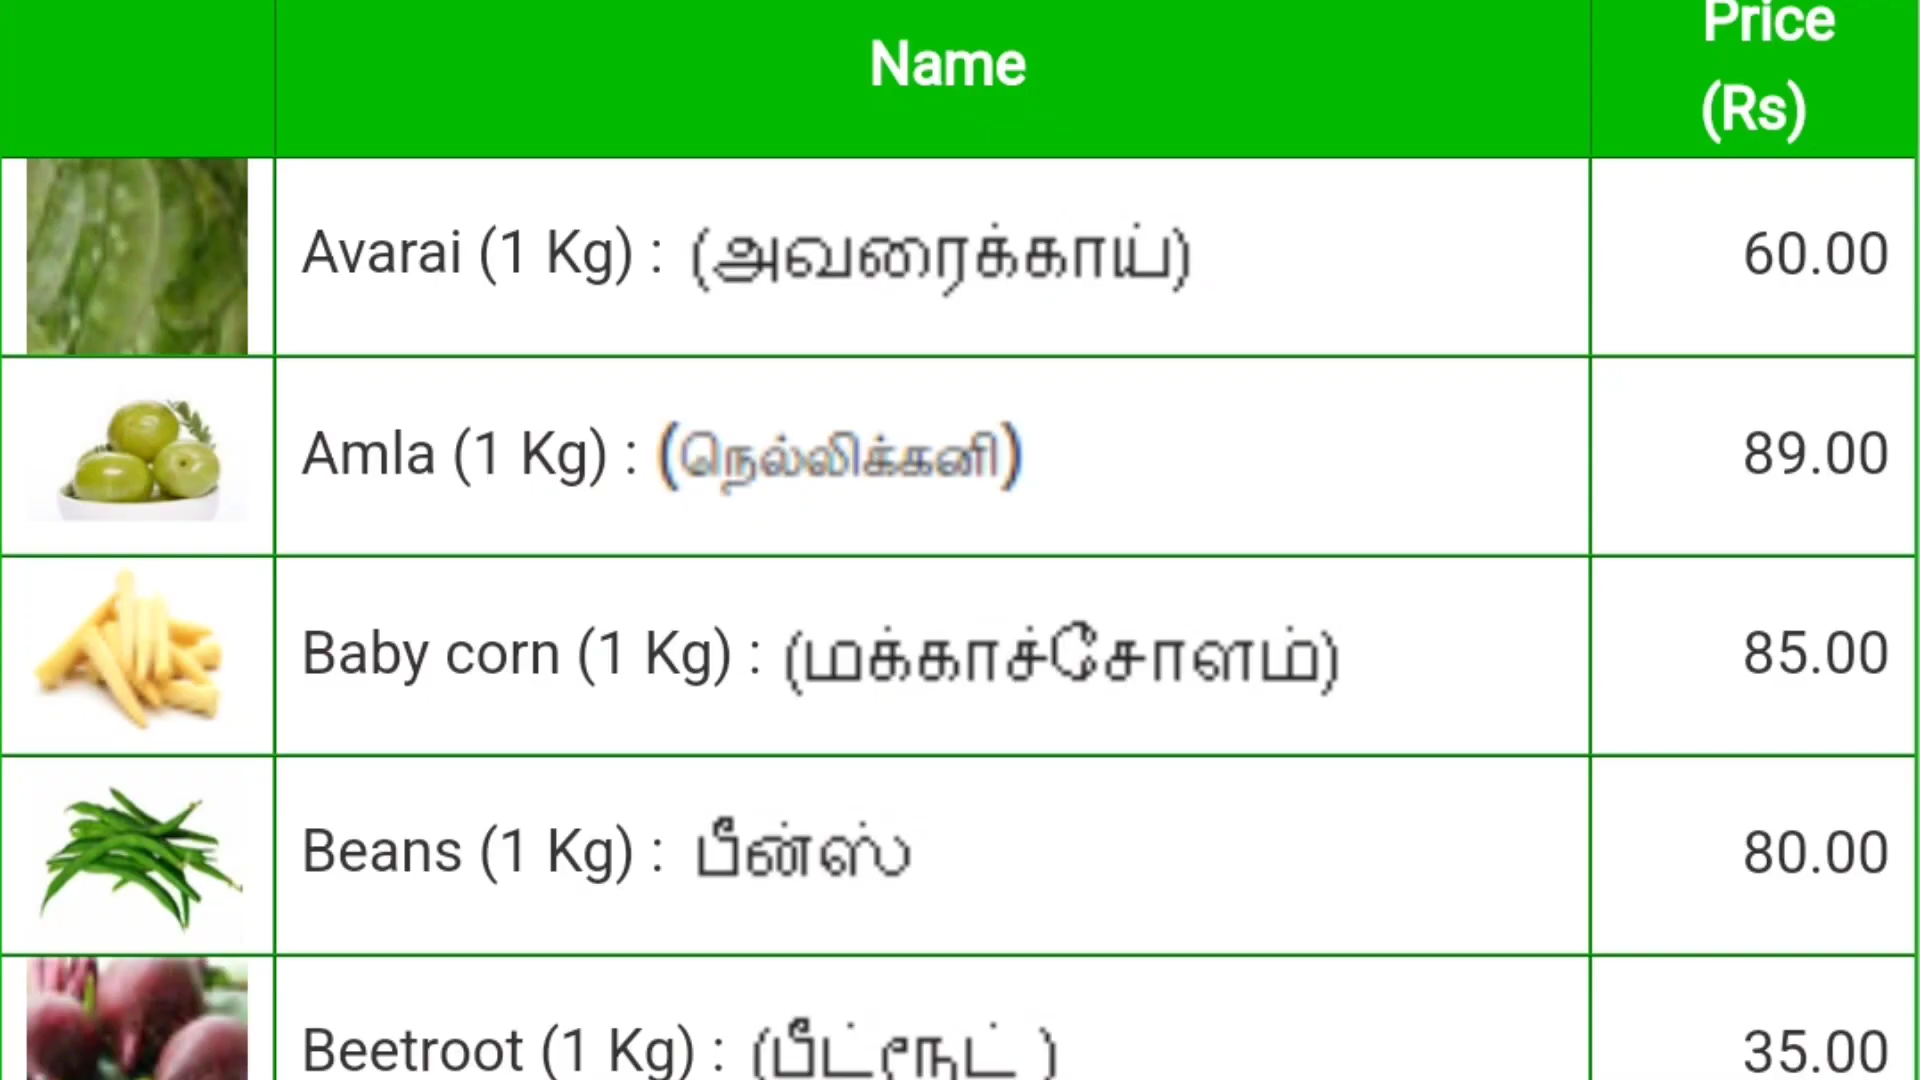 Name
Price
(Rs)
Avarai (1 Kg) : (அவரைக்காய்) 60.00
Amla (1 Kg) : (நெல்லிக்கனி) 89.00
Baby corn (1 Kg) : (மக்காச்சோளம்) 85.00
Beans (1 Kg) : பீன்ஸ் 80.00
Beetroot (1 Kg) : (பீட்ரூட் ) 35.00